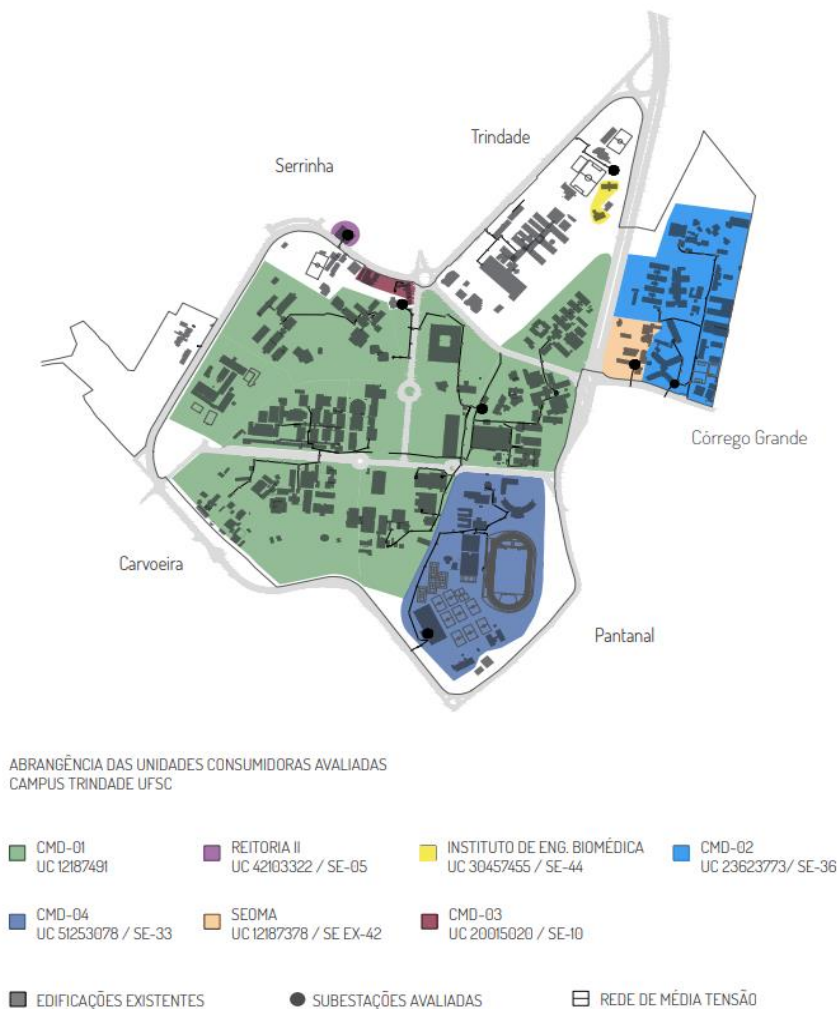 Trindade
Serrinha
Córrego Grande
Carvoeira
Pantanal
ABRANGÊNCIA DAS UNIDADES CONSUMIDORAS AVALIADAS
CAMPUS TRINDADE UFSC
CMD-01
UC 12187491
REITORIA II
UC 42103322 / SE-05
INSTITUTO DE ENG. BIOMÉDICA
UC 30457455 / SE-44
CMD-02
UC 23623773/ SE-36
CMD-04
UC 51253078 / SE-33
SEOMA
UC 12187378 / SE EX-42
CMD-03
UC 20015020 / SE-10
EDIFICAÇÕES EXISTENTES
SUBESTAÇÕES AVALIADAS
REDE DE MÉDIA TENSÃO